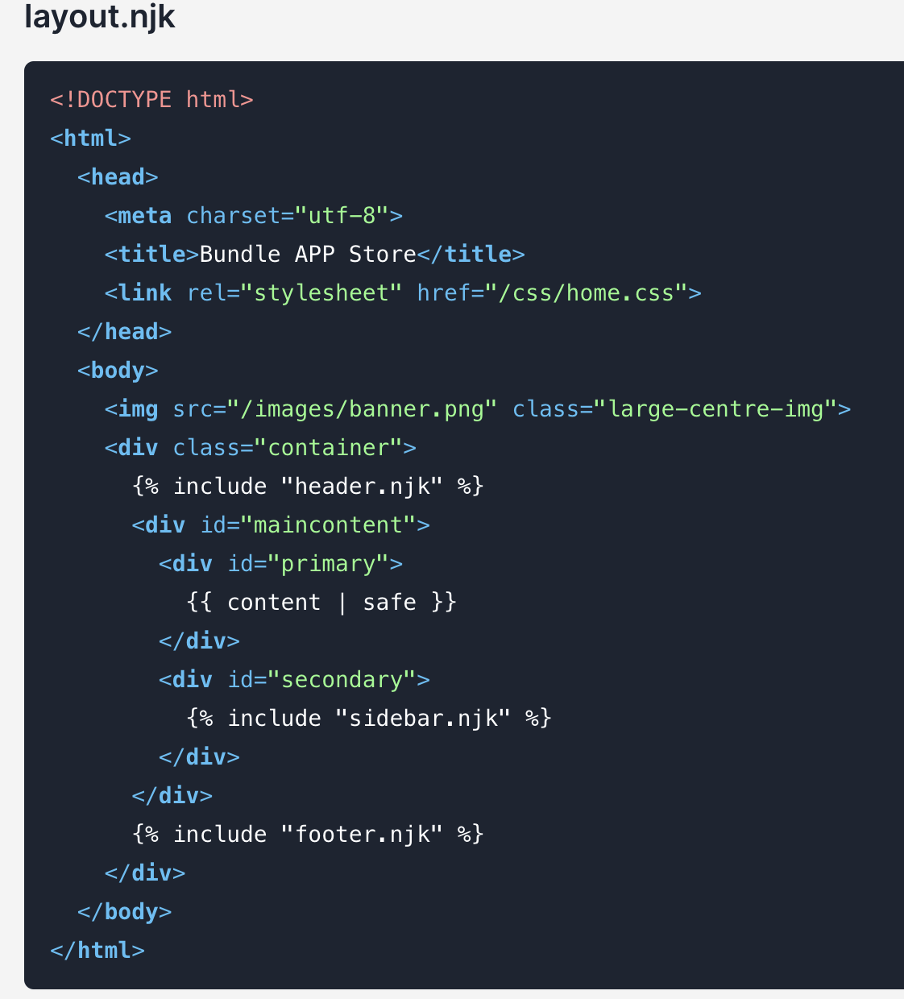 layout.njk
<!DOCTYPE html>
<html>
  <head>
    <meta charset="utf-8">
    <title>Bundle APP Store</title>
    <link rel="stylesheet" href="/css/home.css">
  </head>
  <body>
    <img src="/images/banner.png" class="large-centre-img">
    <div class="container">
      {% include "header.njk" %}
      <div id="maincontent">
        <div id="primary">
          {{ content | safe }}
        </div>
        <div id="secondary">
          {% include "sidebar.njk" %}
        </div>
      </div>
      {% include "footer.njk" %}
    </div>
  </body>
</html>